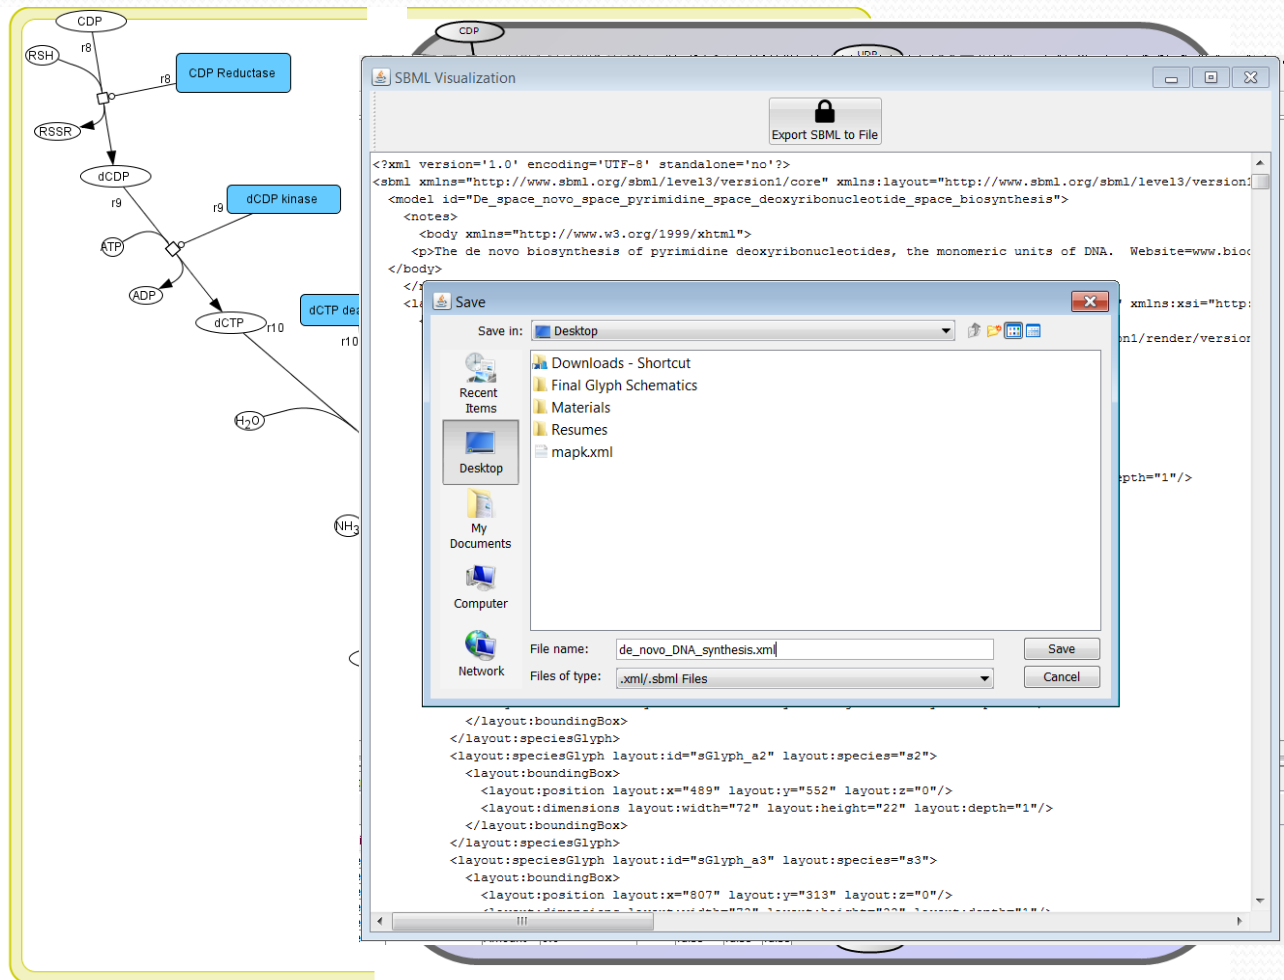 CDP
r8
RSH
r8
CDP Reductase
RSSR
dCDP
r9
r9
dCDP kinase
ATP
ADP
dCTP
r10
dCTP dea
r10
H2O
NH3
CDP
SBML Visualization
Export SBML to File
<?xml version='1.0' encoding='UTF-8' standalone='no'?>
<sbml xmlns="http://www.sbml.org/sbml/level3/version1/core" xmlns:layout="http://www.sbml.org/sbml/level3/version1
<model id="De_space_novo_space_pyrimidine_space_deoxyribonucleotide_space_biosynthesis">
<notes>
<body xmlns="http://www.w3.org/1999/xhtml">
<p>The de novo biosynthesis of pyrimidine deoxyribonucleotides, the monomeric units of DNA. Website=www.bioc
</body>
</n
<la
" xmlns:xsi="http:
on1/render/version
epth="1"/>
Save
Save in:
Desktop
Recent Items
Desktop
My Documents
Computer
Network
Downloads - Shortcut
Final Glyph Schematics
Materials
Resumes
mapk.xml
File name:
de_novo_DNA_synthesis.xml
Save
Files of type:
.xml/.sbml Files
Cancel
</layout:boundingBox>
</layout:speciesGlyph>
<layout:speciesGlyph layout:id="sGlyph_a2" layout:species="s2">
<layout:boundingBox>
<layout:position layout:x="489" layout:y="552" layout:z="0"/>
<layout:dimensions layout:width="72" layout:height="22" layout:depth="1"/>
</layout:boundingBox>
</layout:speciesGlyph>
<layout:speciesGlyph layout:id="sGlyph_a3" layout:species="s3">
<layout:boundingBox>
<layout:position layout:x="807" layout:y="313" layout:z="0"/>